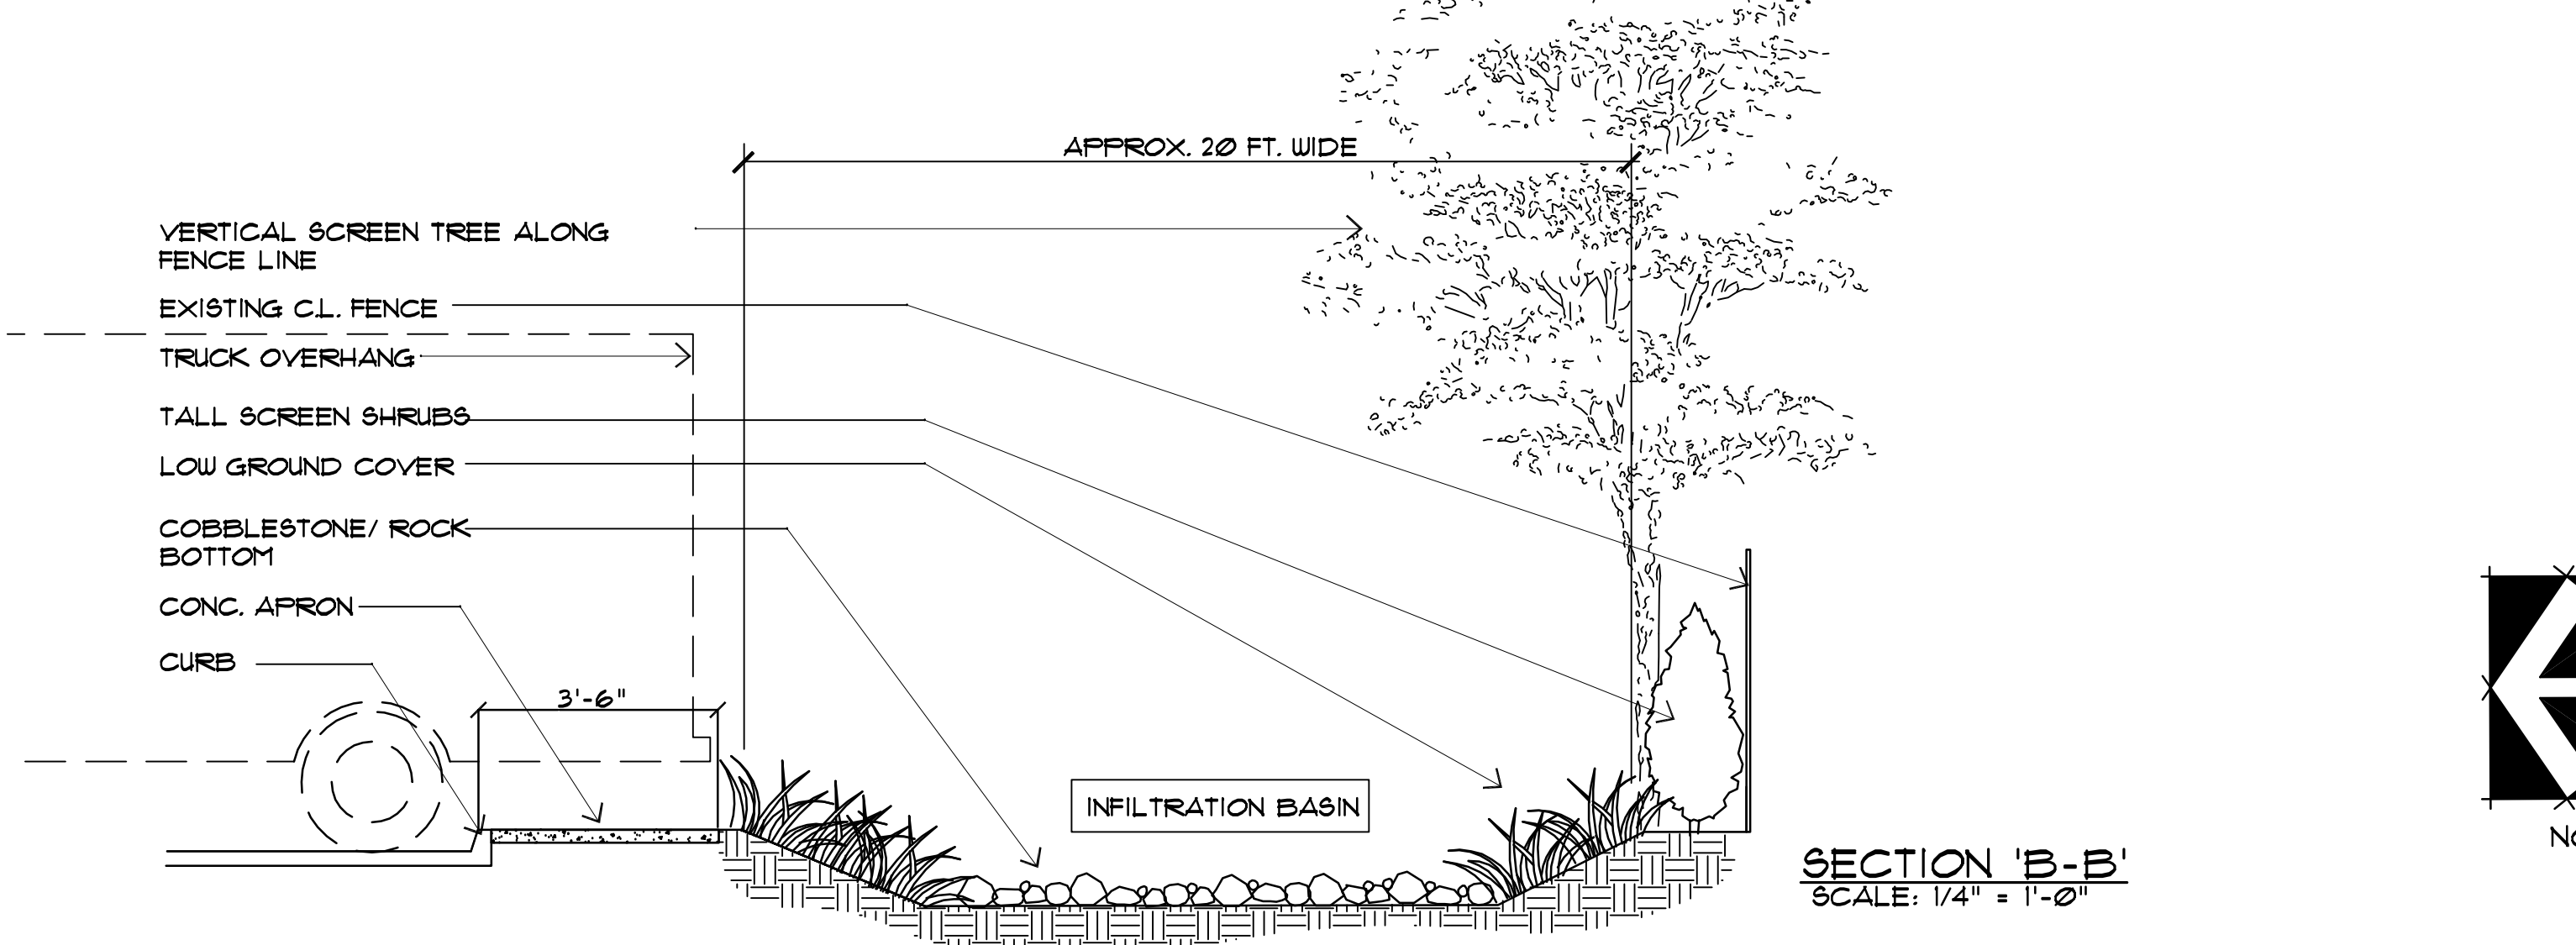 APPROX. 20 FT. WIDE
VERTICAL SCREEN TREE ALONG
FENCE LINE
EXISTING C.L. FENCE
TRUCK OVERHANG
TALL SCREEN SHRUBS
LOW GROUND COVER
COBBLESTONE/ ROCK
BOTTOM
CONC. APRON
CURB
3'-6"
INFILTRATION BASIN
SECTION 'B-B'
SCALE: 1/4" = 1'-0"